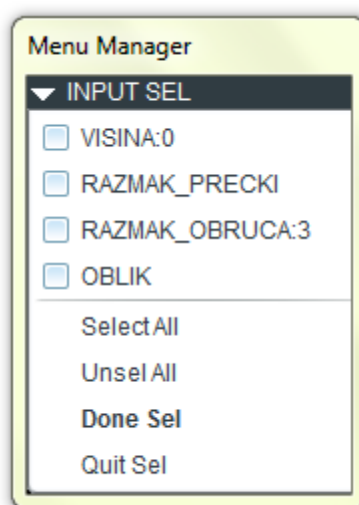 Menu Manager
INPUT SEL
VISINA:0
RAZMAK_PRECKI
RAZMAK_OBRUCA:3
OBLIK
Select All
Unsel All
Done Sel
Quit Sel